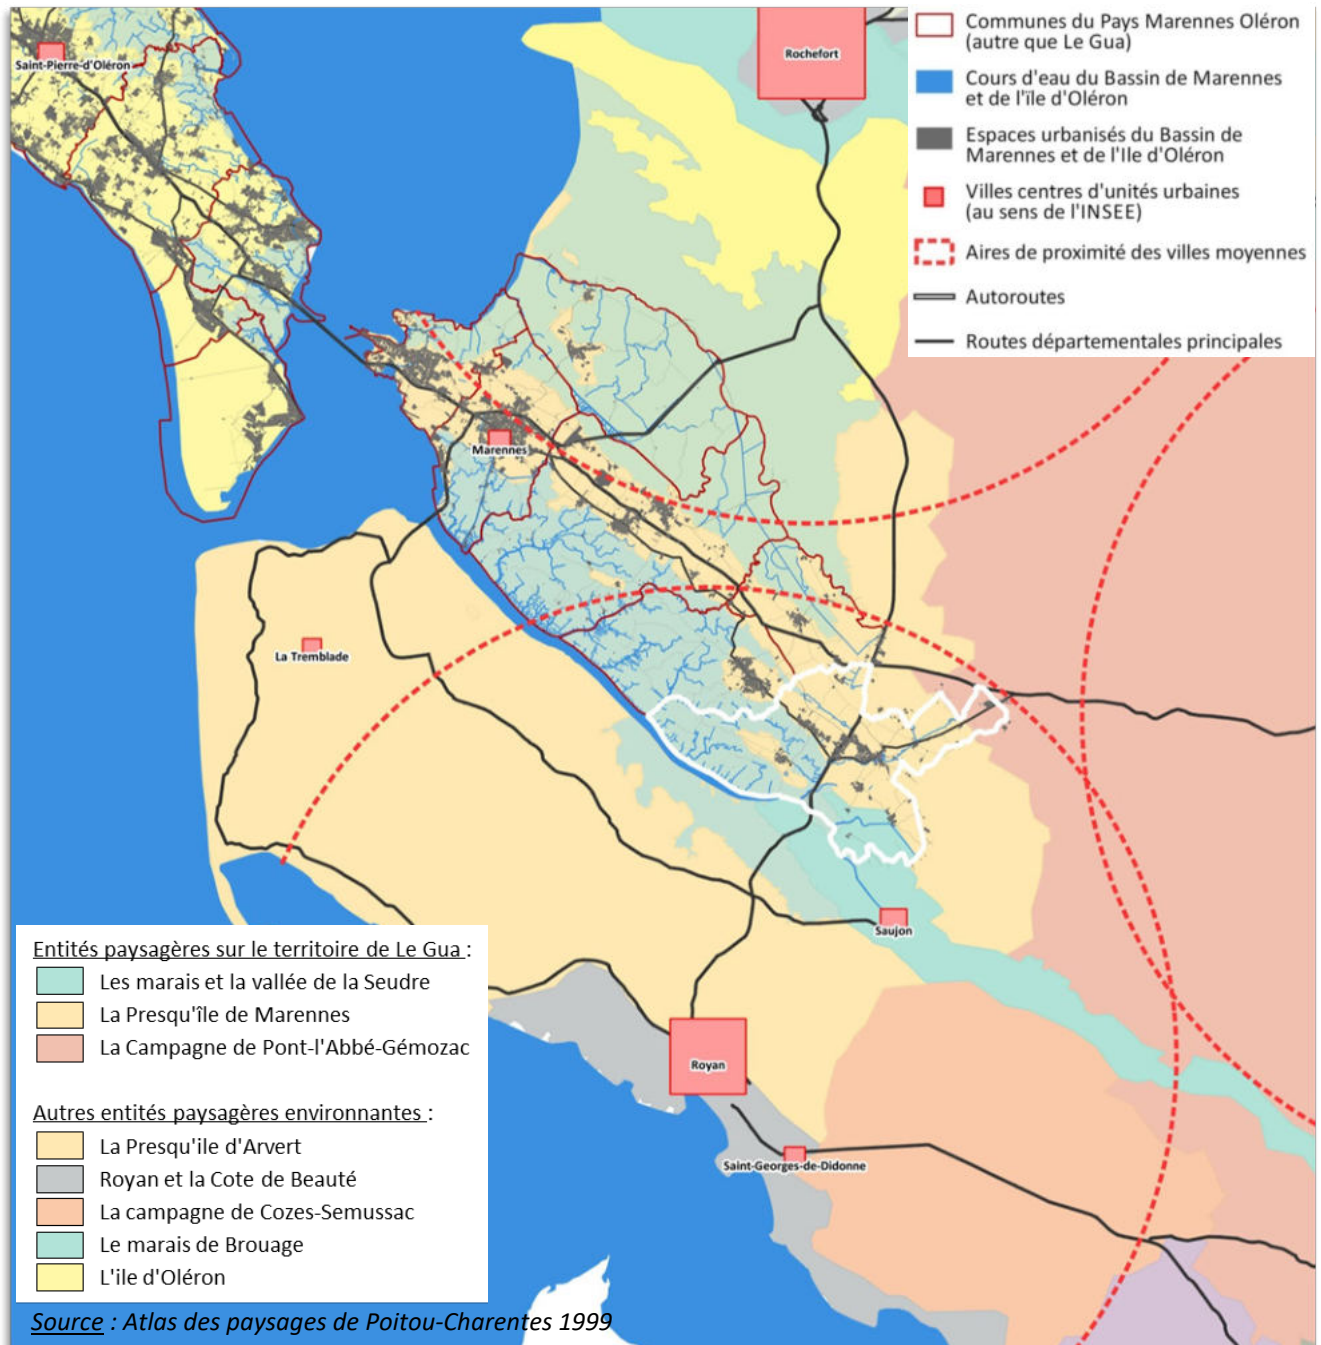 Communes du Pays Marennes Oléron
(autre que Le Gua)
Cours d'eau du Bassin de Marennes
et de l'île d'Oléron
Espaces urbanisés du Bassin de
Marennes et de l'Ile d'Oléron
Villes centres d'unités urbaines
(au sens de l'INSEE)
Aires de proximité des villes moyennes
Autoroutes
Routes départementales principales
Saint-Pierre-d'Oléron
Rochefort
Marennes
La Tremblade
Saujon
Royan
Saint-Georges-de-Didonne
Entités paysagères sur le territoire de Le Gua :
Les marais et la vallée de la Seudre
La Presqu'île de Marennes
La Campagne de Pont-l'Abbé-Gémozac
Autres entités paysagères environnantes :
La Presqu'ile d'Arvert
Royan et la Cote de Beauté
La campagne de Cozes-Semussac
Le marais de Brouage
L'ile d'Oléron
Source : Atlas des paysages de Poitou-Charentes 1999